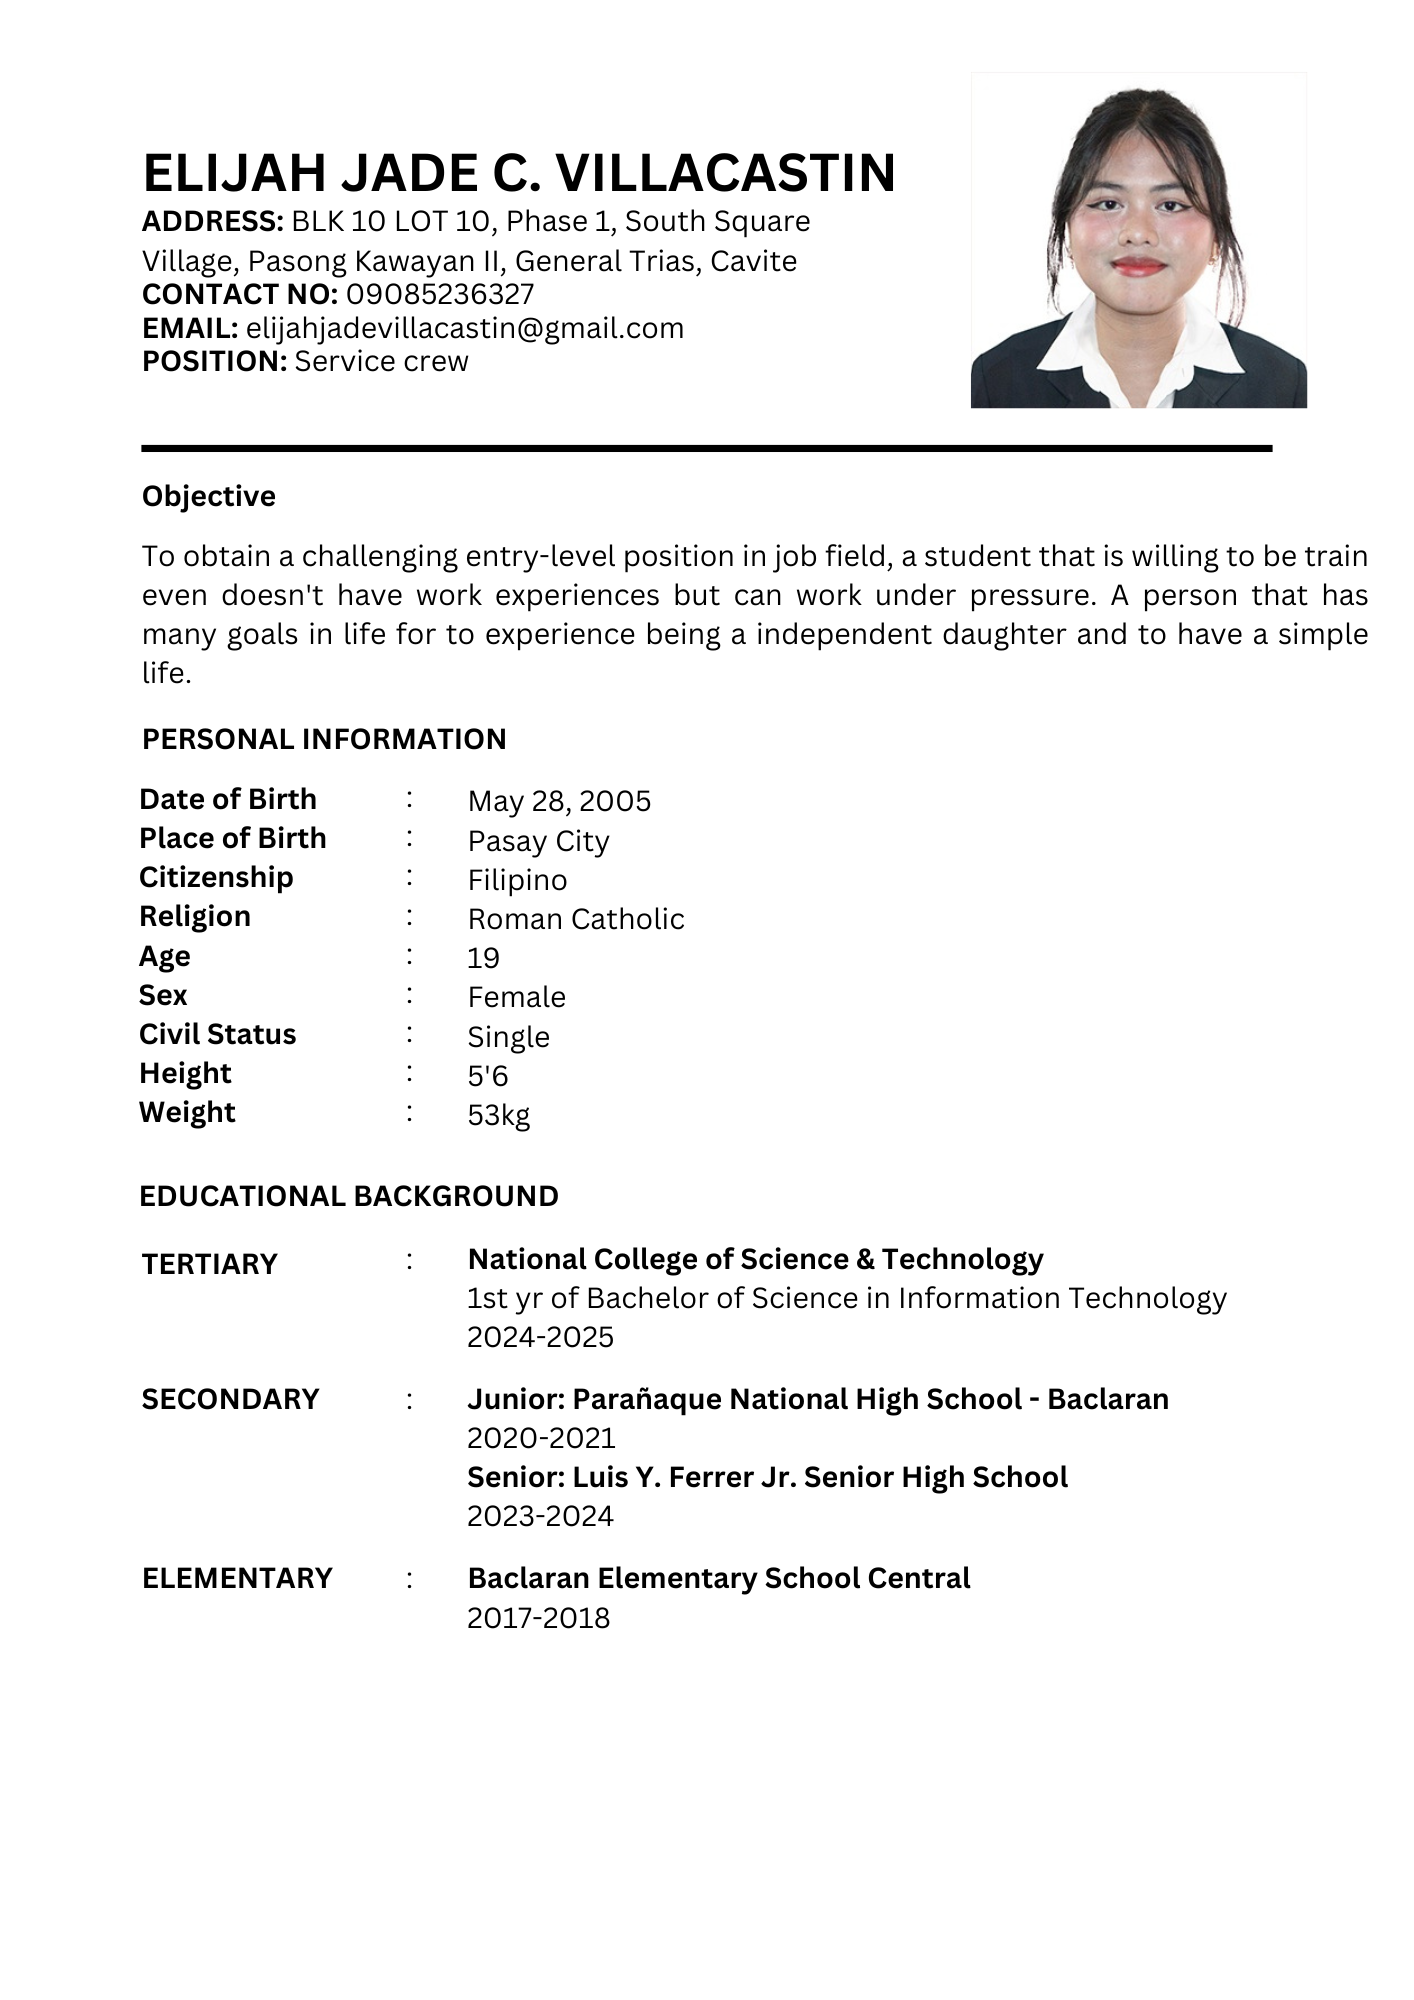 ELIJAH JADE C. VILLACASTIN
ADDRESS: BLK 10 LOT 10, Phase 1, South Square
Village, Pasong Kawayan II, General Trias, Cavite
CONTACT NO: 09085236327
EMAIL: elijahjadevillacastin@gmail.com
POSITION: Service crew
Objective
To obtain a challenging entry-level position in job field, a student that is willing to be train
even doesn't have work experiences but can work under pressure. A person that has
many goals in life for to experience being a independent daughter and to have a simple
life.
PERSONAL INFORMATION
Date of Birth : May 28, 2005
Place of Birth : Pasay City
Citizenship : Filipino
Religion : Roman Catholic
Age : 19
Sex : Female
Civil Status : Single
Height : 5'6
Weight : 53kg
EDUCATIONAL BACKGROUND
TERTIARY : National College of Science & Technology
1st yr of Bachelor of Science in Information Technology
2024-2025
SECONDARY : Junior: Parañaque National High School - Baclaran
2020-2021
Senior: Luis Y. Ferrer Jr. Senior High School
2023-2024
ELEMENTARY : Baclaran Elementary School Central
2017-2018